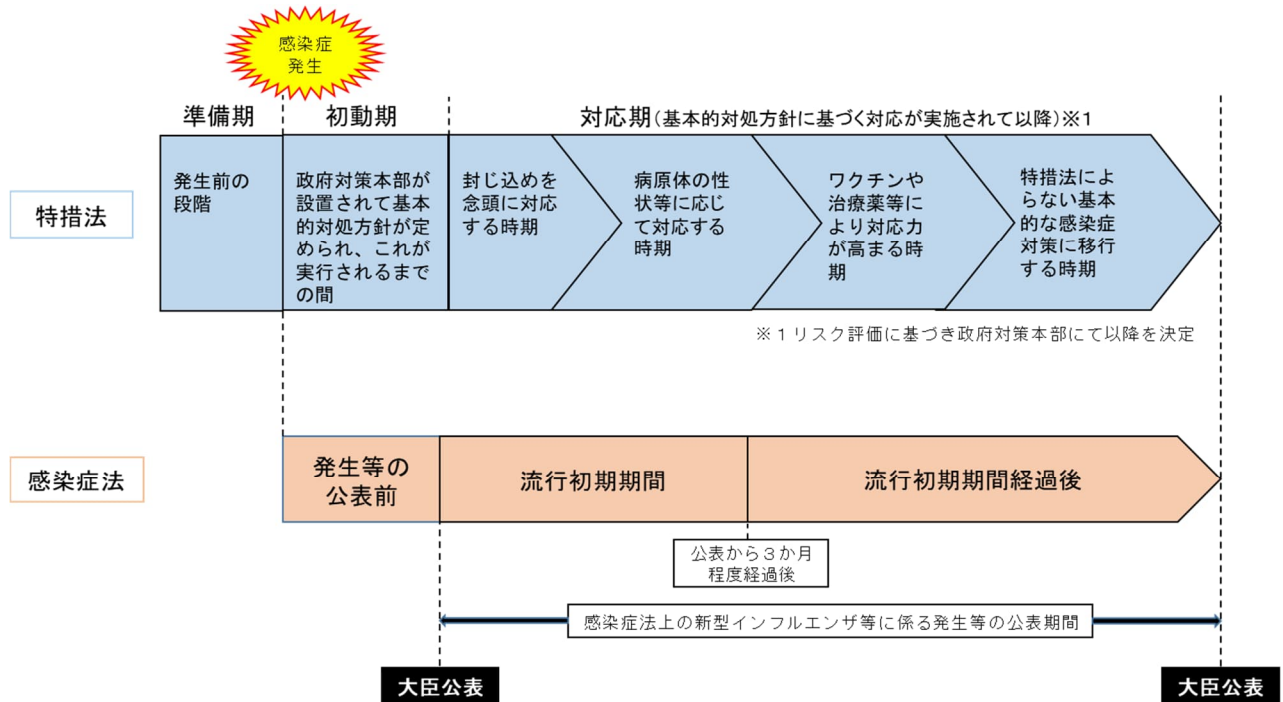 感染症
発生
準備期
初動期
対応期(基本的対処方針に基づく対応が実施されて以降)※1
特措法
発生前の
段階
政府対策本部が
設置されて基本
的対処方針が定
められ、これが
実行されるまで
の間
封じ込めを
念頭に対応
する時期
病原体の性
状等に応じ
て対応する
時期
ワクチンや
治療薬等に
より対応力
が高まる時
期
特措法によ
らない基本
的な感染症
対策に移行
する時期
※1リスク評価に基づき政府対策本部にて以降を決定
感染症法
発生等の
公表前
流行初期期間
流行初期期間経過後
公表から3か月
程度経過後
感染症法上の新型インフルエンザ等に係る発生等の公表期間
大臣公表
大臣公表